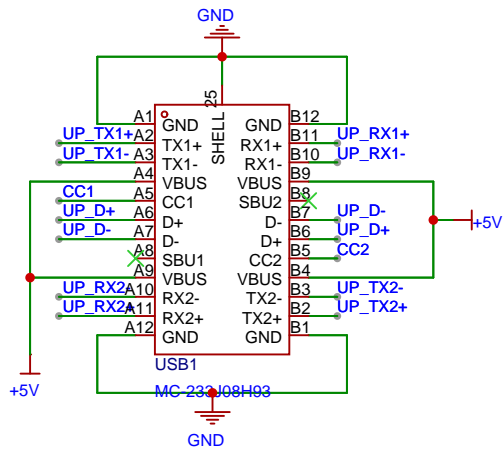 GND
25
SHELL
A1 GND GND B12
UP_TX1+ A2 TX1+ RX1+ B11 UP_RX1+
UP_TX1- A3 TX1- RX1- B10 UP_RX1-
A4 VBUS VBUS B9
CC1 A5 CC1 SBU2 B8
UP_D+ A6 D+ D- B7 UP_D-
UP_D- A7 D- D+ B6 UP_D+
+5V
A8 SBU1 CC2 B5 CC2
A9 VBUS VBUS B4
UP_RX2- A10 RX2- TX2- B3 UP_TX2-
UP_RX2+ A11 RX2+ TX2+ B2 UP_TX2+
A12 GND GND B1
USB1
+5V
MC-232J08H93
GND